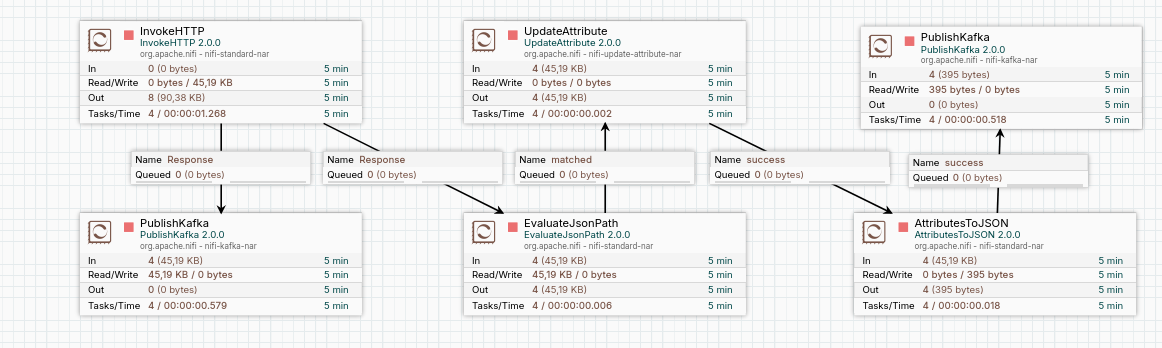 InvokeHTTP
InvokeHTTP 2.0.0
org.apache.nifi - nifi-standard-nar
In 0 (0 bytes) 5 min
Read/Write 0 bytes / 45,19 KB 5 min
Out 8 (90,38 KB) 5 min
Tasks/Time 4 / 00:00:01.268 5 min
UpdateAttribute
UpdateAttribute 2.0.0
org.apache.nifi - nifi-update-attribute-nar
In 4 (45,19 KB) 5 min
Read/Write 0 bytes / 0 bytes 5 min
Out 4 (45,19 KB) 5 min
Tasks/Time 4 / 00:00:00.002 5 min
PublishKafka
PublishKafka 2.0.0
org.apache.nifi - nifi-kafka-nar
In 4 (395 bytes) 5 min
Read/Write 395 bytes / 0 bytes 5 min
Out 0 (0 bytes) 5 min
Tasks/Time 4 / 00:00:00.518 5 min
Name Response
Queued 0 (0 bytes)
Name Response
Queued 0 (0 bytes)
Name matched
Queued 0 (0 bytes)
Name success
Queued 0 (0 bytes)
Name success
Queued 0 (0 bytes)
PublishKafka
PublishKafka 2.0.0
org.apache.nifi - nifi-kafka-nar
In 4 (45,19 KB) 5 min
Read/Write 45,19 KB / 0 bytes 5 min
Out 0 (0 bytes) 5 min
Tasks/Time 4 / 00:00:00.579 5 min
EvaluateJsonPath
EvaluateJsonPath 2.0.0
org.apache.nifi - nifi-standard-nar
In 4 (45,19 KB) 5 min
Read/Write 45,19 KB / 0 bytes 5 min
Out 4 (45,19 KB) 5 min
Tasks/Time 4 / 00:00:00.006 5 min
AttributesToJSON
AttributesToJSON 2.0.0
org.apache.nifi - nifi-standard-nar
In 4 (45,19 KB) 5 min
Read/Write 0 bytes / 395 bytes 5 min
Out 4 (395 bytes) 5 min
Tasks/Time 4 / 00:00:00.018 5 min